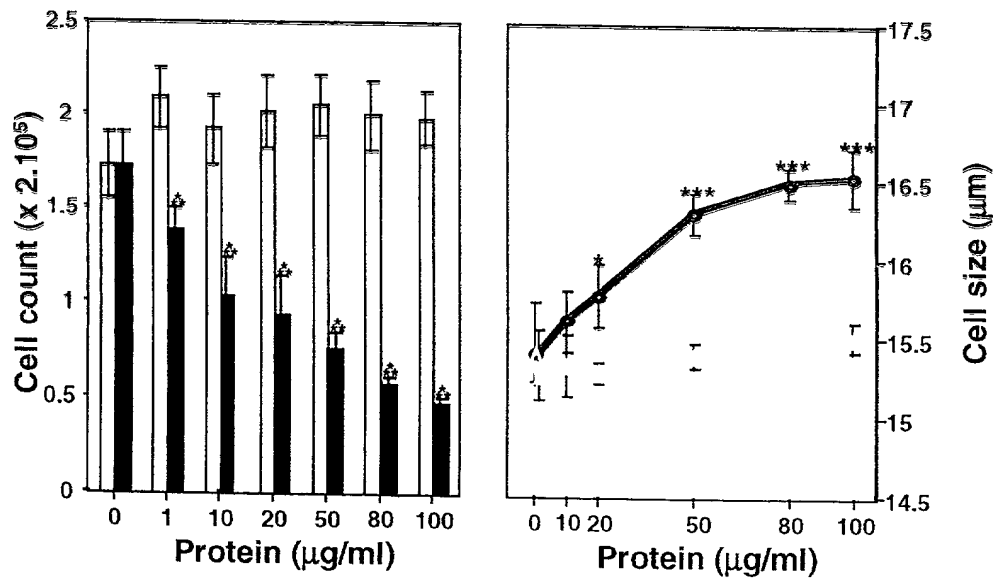 2.5
2
1.5
1
0.5
0
Cell count (x 2.10⁵)
0 1 10 20 50 80 100
Protein (μg/ml)
* *** *** ***
17.5
17
16.5
16
15.5
15
14.5
Cell size (μm)
0 10 20 50 80 100
Protein (μg/ml)